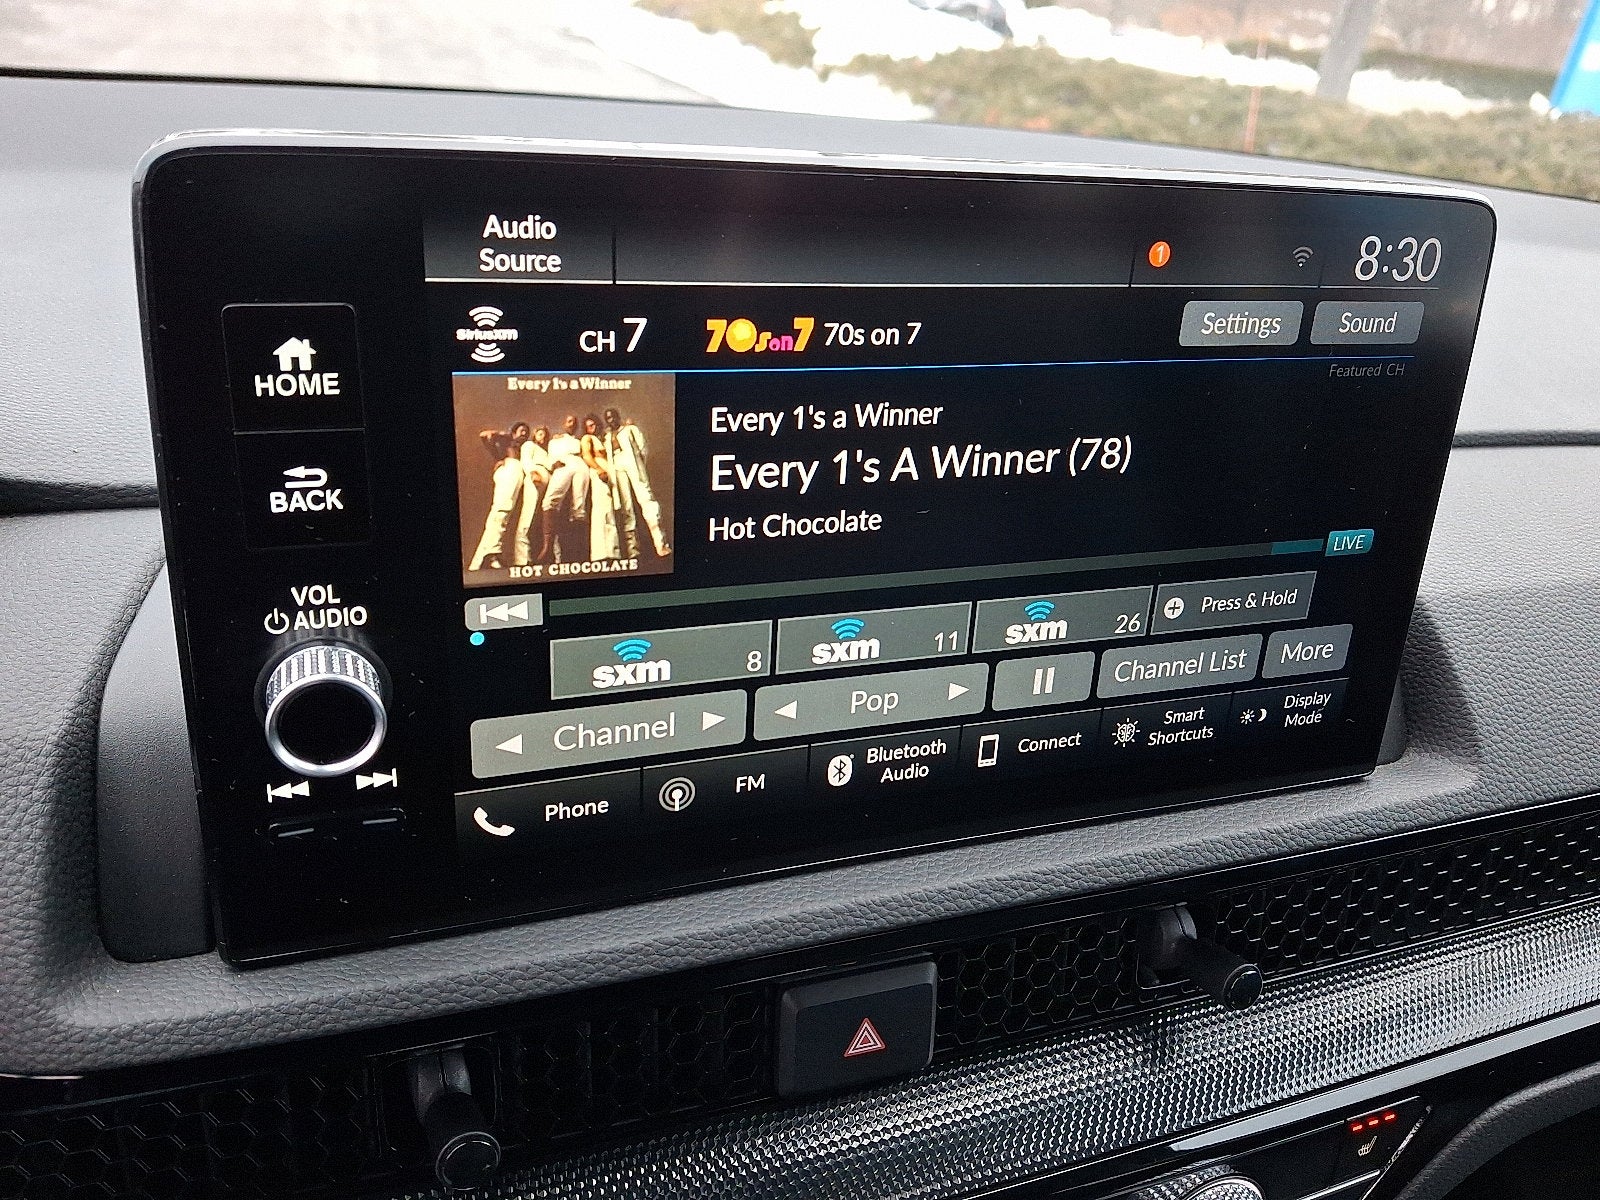 Audio
Source
1
8:30
SiriusXM
CH 7
70s on 7
70s on 7
Settings
Sound
Featured CH
HOME
BACK
VOL
AUDIO
Every 1's a Winner
HOT CHOCOLATE
Every 1's a Winner
Every 1's A Winner (78)
Hot Chocolate
LIVE
sxm 8
sxm 11
sxm 26
Press & Hold
Channel
Pop
Channel List
More
Phone
FM
Bluetooth
Audio
Connect
Smart
Shortcuts
Display
Mode